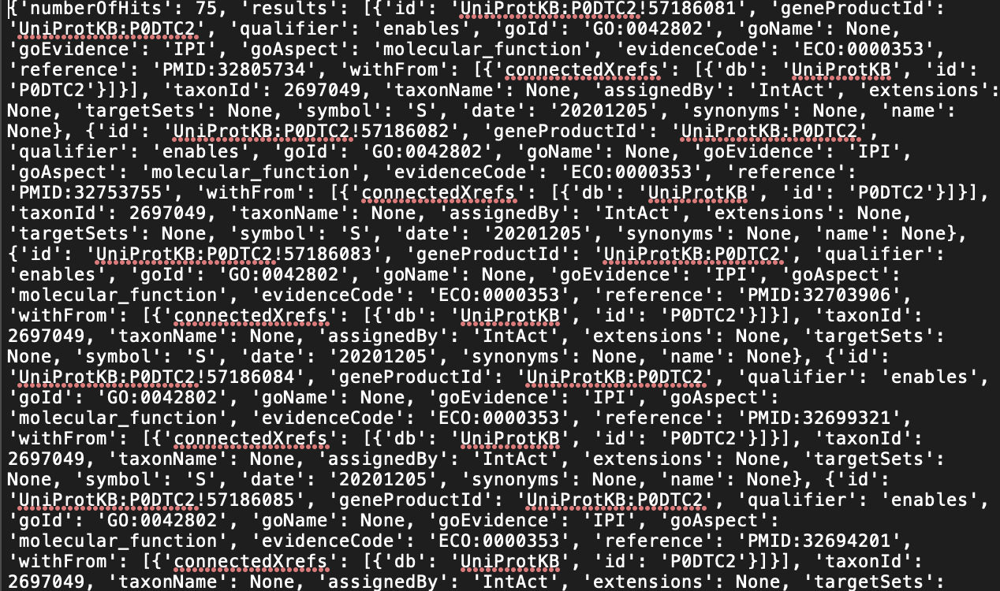 {'numberOfHits': 75, 'results': [{'id': 'UniProtKB:P0DTC2!57186081', 'geneProductId':
'UniProtKB:P0DTC2', 'qualifier': 'enables', 'goId': 'GO:0042802', 'goName': None,
'goEvidence': 'IPI', 'goAspect': 'molecular_function', 'evidenceCode': 'ECO:0000353',
'reference': 'PMID:32805734', 'withFrom': [{'connectedXrefs': [{'db': 'UniProtKB', 'id':
'P0DTC2'}]}], 'taxonId': 2697049, 'taxonName': None, 'assignedBy': 'IntAct', 'extensions':
None, 'targetSets': None, 'symbol': 'S', 'date': '20201205', 'synonyms': None, 'name':
None}, {'id': 'UniProtKB:P0DTC2!57186082', 'geneProductId': 'UniProtKB:P0DTC2',
'qualifier': 'enables', 'goId': 'GO:0042802', 'goName': None, 'goEvidence': 'IPI',
'goAspect': 'molecular_function', 'evidenceCode': 'ECO:0000353', 'reference':
'PMID:32753755', 'withFrom': [{'connectedXrefs': [{'db': 'UniProtKB', 'id': 'P0DTC2'}]}],
'taxonId': 2697049, 'taxonName': None, 'assignedBy': 'IntAct', 'extensions': None,
'targetSets': None, 'symbol': 'S', 'date': '20201205', 'synonyms': None, 'name': None},
{'id': 'UniProtKB:P0DTC2!57186083', 'geneProductId': 'UniProtKB:P0DTC2', 'qualifier':
'enables', 'goId': 'GO:0042802', 'goName': None, 'goEvidence': 'IPI', 'goAspect':
'molecular_function', 'evidenceCode': 'ECO:0000353', 'reference': 'PMID:32703906',
'withFrom': [{'connectedXrefs': [{'db': 'UniProtKB', 'id': 'P0DTC2'}]}], 'taxonId':
2697049, 'taxonName': None, 'assignedBy': 'IntAct', 'extensions': None, 'targetSets':
None, 'symbol': 'S', 'date': '20201205', 'synonyms': None, 'name': None}, {'id':
'UniProtKB:P0DTC2!57186084', 'geneProductId': 'UniProtKB:P0DTC2', 'qualifier': 'enables',
'goId': 'GO:0042802', 'goName': None, 'goEvidence': 'IPI', 'goAspect':
'molecular_function', 'evidenceCode': 'ECO:0000353', 'reference': 'PMID:32699321',
'withFrom': [{'connectedXrefs': [{'db': 'UniProtKB', 'id': 'P0DTC2'}]}], 'taxonId':
2697049, 'taxonName': None, 'assignedBy': 'IntAct', 'extensions': None, 'targetSets':
None, 'symbol': 'S', 'date': '20201205', 'synonyms': None, 'name': None}, {'id':
'UniProtKB:P0DTC2!57186085', 'geneProductId': 'UniProtKB:P0DTC2', 'qualifier': 'enables',
'goId': 'GO:0042802', 'goName': None, 'goEvidence': 'IPI', 'goAspect':
'molecular_function', 'evidenceCode': 'ECO:0000353', 'reference': 'PMID:32694201',
'withFrom': [{'connectedXrefs': [{'db': 'UniProtKB', 'id': 'P0DTC2'}]}], 'taxonId':
2697049, 'taxonName': None, 'assignedBy': 'IntAct', 'extensions': None, 'targetSets':